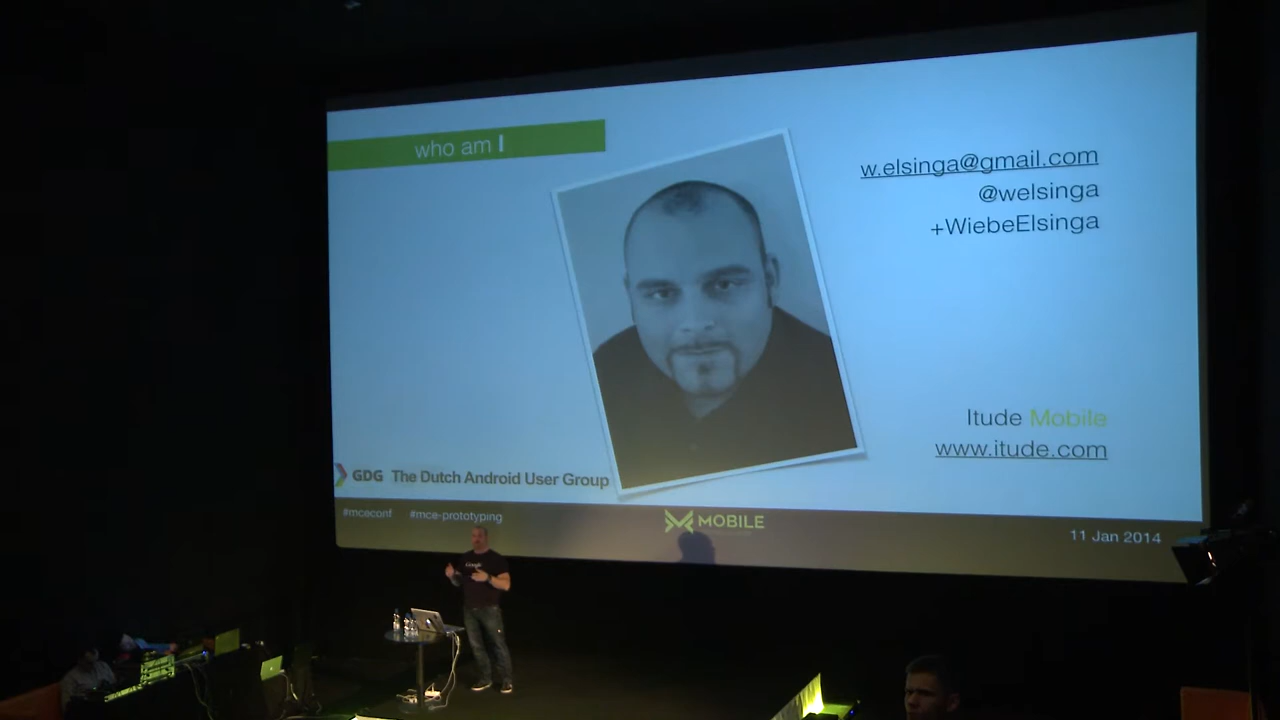 who am I
w.elsinga@gmail.com
@welsinga
+WiebeElsinga
Itude Mobile
www.itude.com
GDG The Dutch Android User Group
#mceconf #mce-prototyping
MOBILE
11 Jan 2014
Google